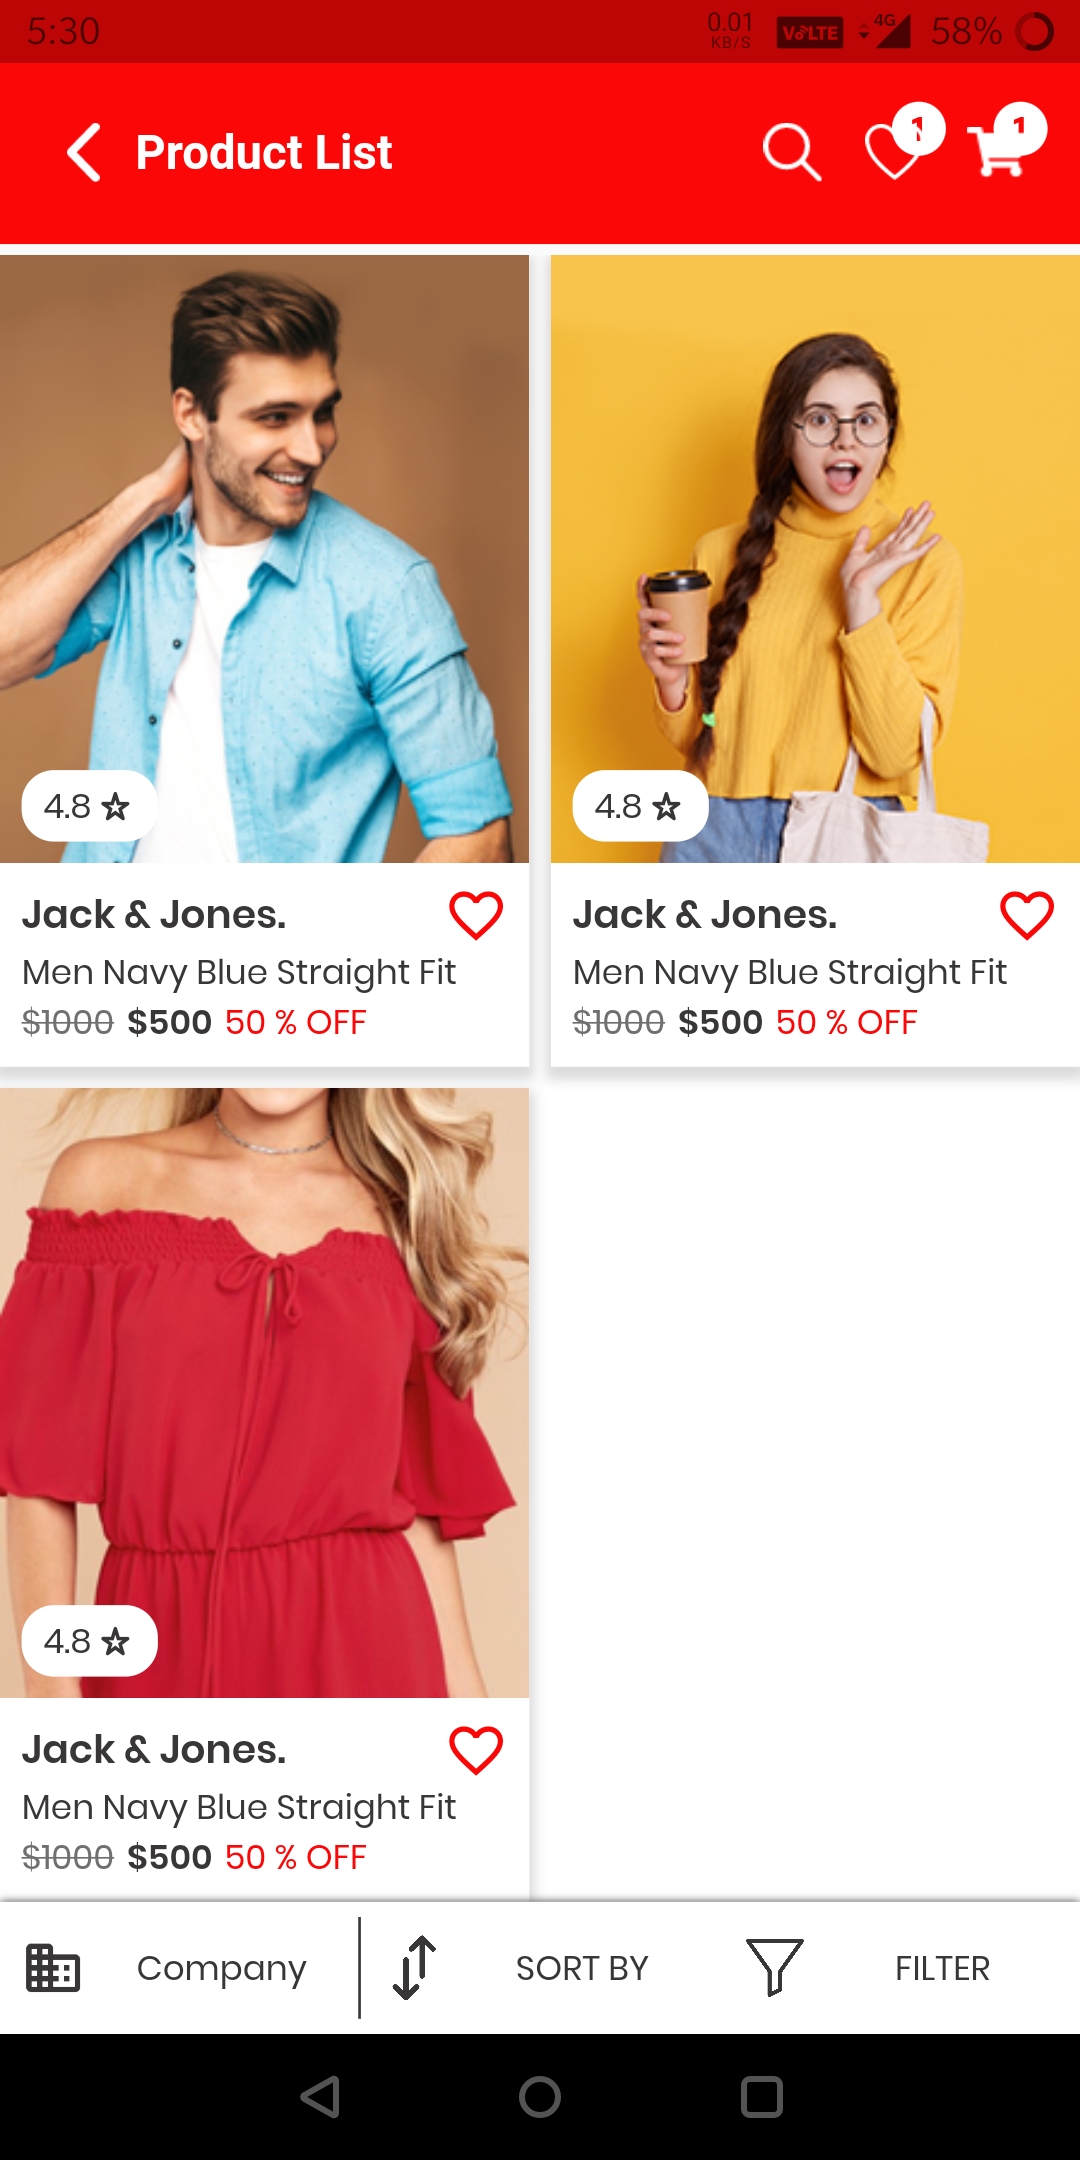 5:30
0.01
KB/S
VoLTE
4G
58%
Product List
1
1
4.8
4.8
Jack & Jones.
Men Navy Blue Straight Fit
$1000 $500 50 % OFF
Jack & Jones.
Men Navy Blue Straight Fit
$1000 $500 50 % OFF
4.8
Jack & Jones.
Men Navy Blue Straight Fit
$1000 $500 50 % OFF
Company
SORT BY
FILTER